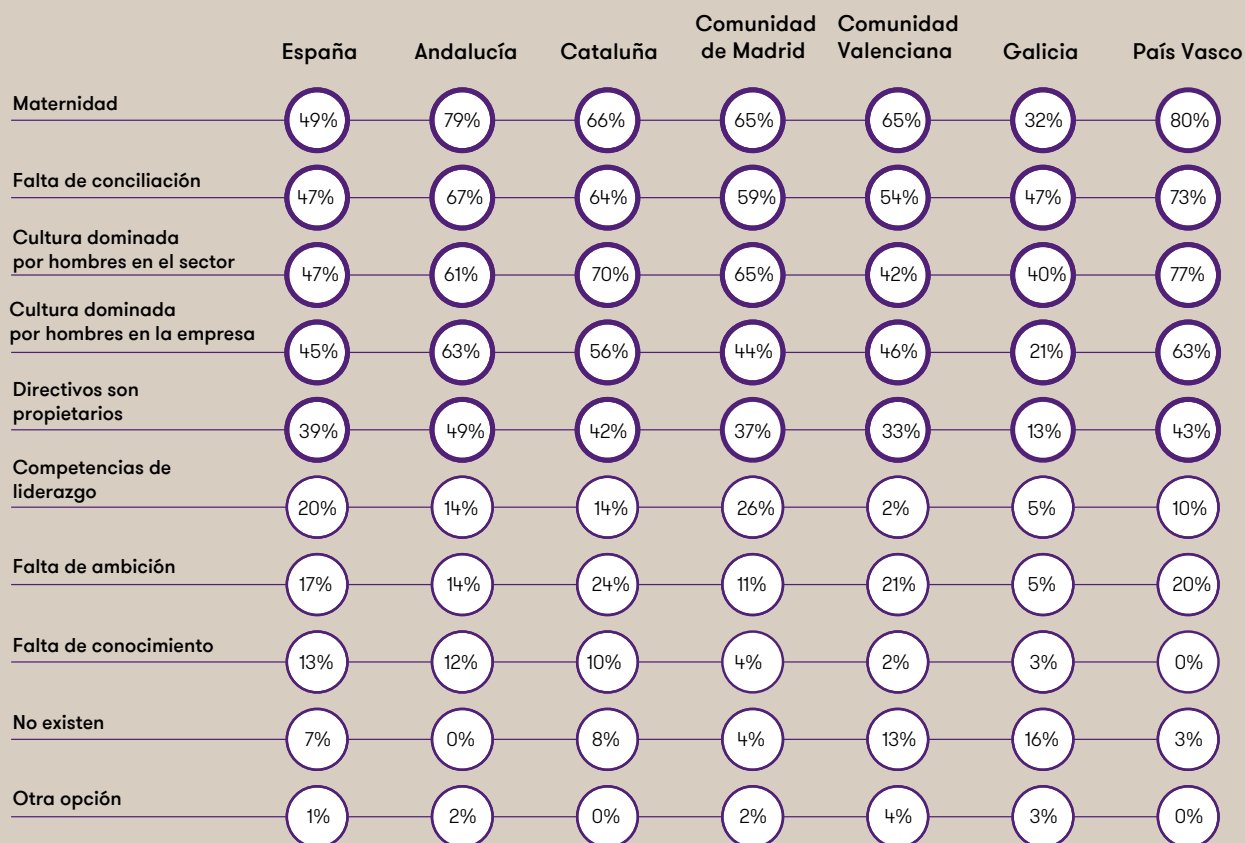 España Andalucía Cataluña Comunidad de Madrid Comunidad Valenciana Galicia País Vasco
Maternidad
49% 79% 66% 65% 65% 32% 80%
Falta de conciliación
47% 67% 64% 59% 54% 47% 73%
Cultura dominada
por hombres en el sector
47% 61% 70% 65% 42% 40% 77%
Cultura dominada
por hombres en la empresa
45% 63% 56% 44% 46% 21% 63%
Directivos son
propietarios
39% 49% 42% 37% 33% 13% 43%
Competencias de
liderazgo
20% 14% 14% 26% 2% 5% 10%
Falta de ambición
17% 14% 24% 11% 21% 5% 20%
Falta de conocimiento
13% 12% 10% 4% 2% 3% 0%
No existen
7% 0% 8% 4% 13% 16% 3%
Otra opción
1% 2% 0% 2% 4% 3% 0%